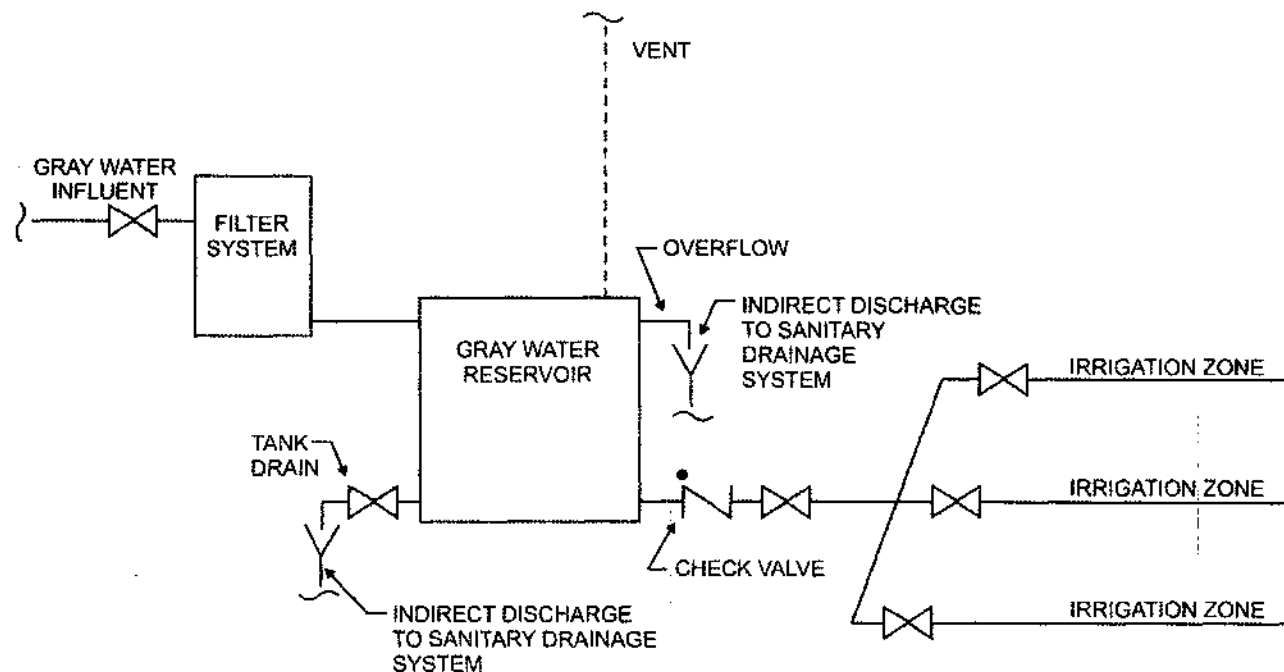 VENT
GRAY WATER
INFLUENT
FILTER
SYSTEM
OVERFLOW
INDIRECT DISCHARGE
TO SANITARY
DRAINAGE
SYSTEM
GRAY WATER
RESERVOIR
IRRIGATION ZONE
TANK
DRAIN
IRRIGATION ZONE
CHECK VALVE
IRRIGATION ZONE
INDIRECT DISCHARGE
TO SANITARY DRAINAGE
SYSTEM